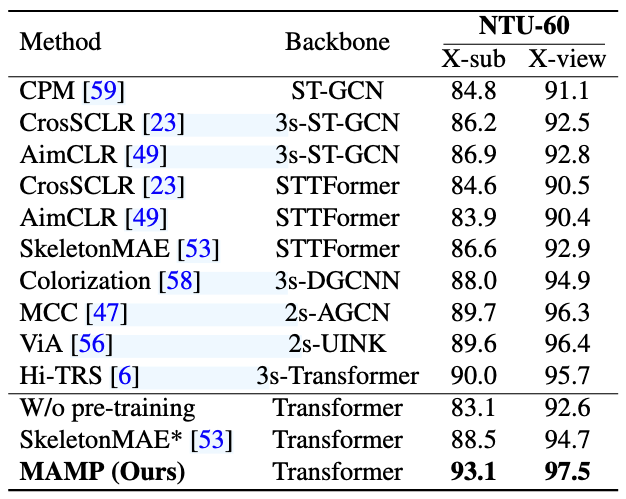 Method Backbone NTU-60
X-sub X-view
CPM [59] ST-GCN 84.8 91.1
CrosSCLR [23] 3s-ST-GCN 86.2 92.5
AimCLR [49] 3s-ST-GCN 86.9 92.8
CrosSCLR [23] STTFormer 84.6 90.5
AimCLR [49] STTFormer 83.9 90.4
SkeletonMAE [53] STTFormer 86.6 92.9
Colorization [58] 3s-DGCNN 88.0 94.9
MCC [47] 2s-AGCN 89.7 96.3
ViA [56] 2s-UINK 89.6 96.4
Hi-TRS [6] 3s-Transformer 90.0 95.7
W/o pre-training Transformer 83.1 92.6
SkeletonMAE* [53] Transformer 88.5 94.7
MAMP (Ours) Transformer 93.1 97.5